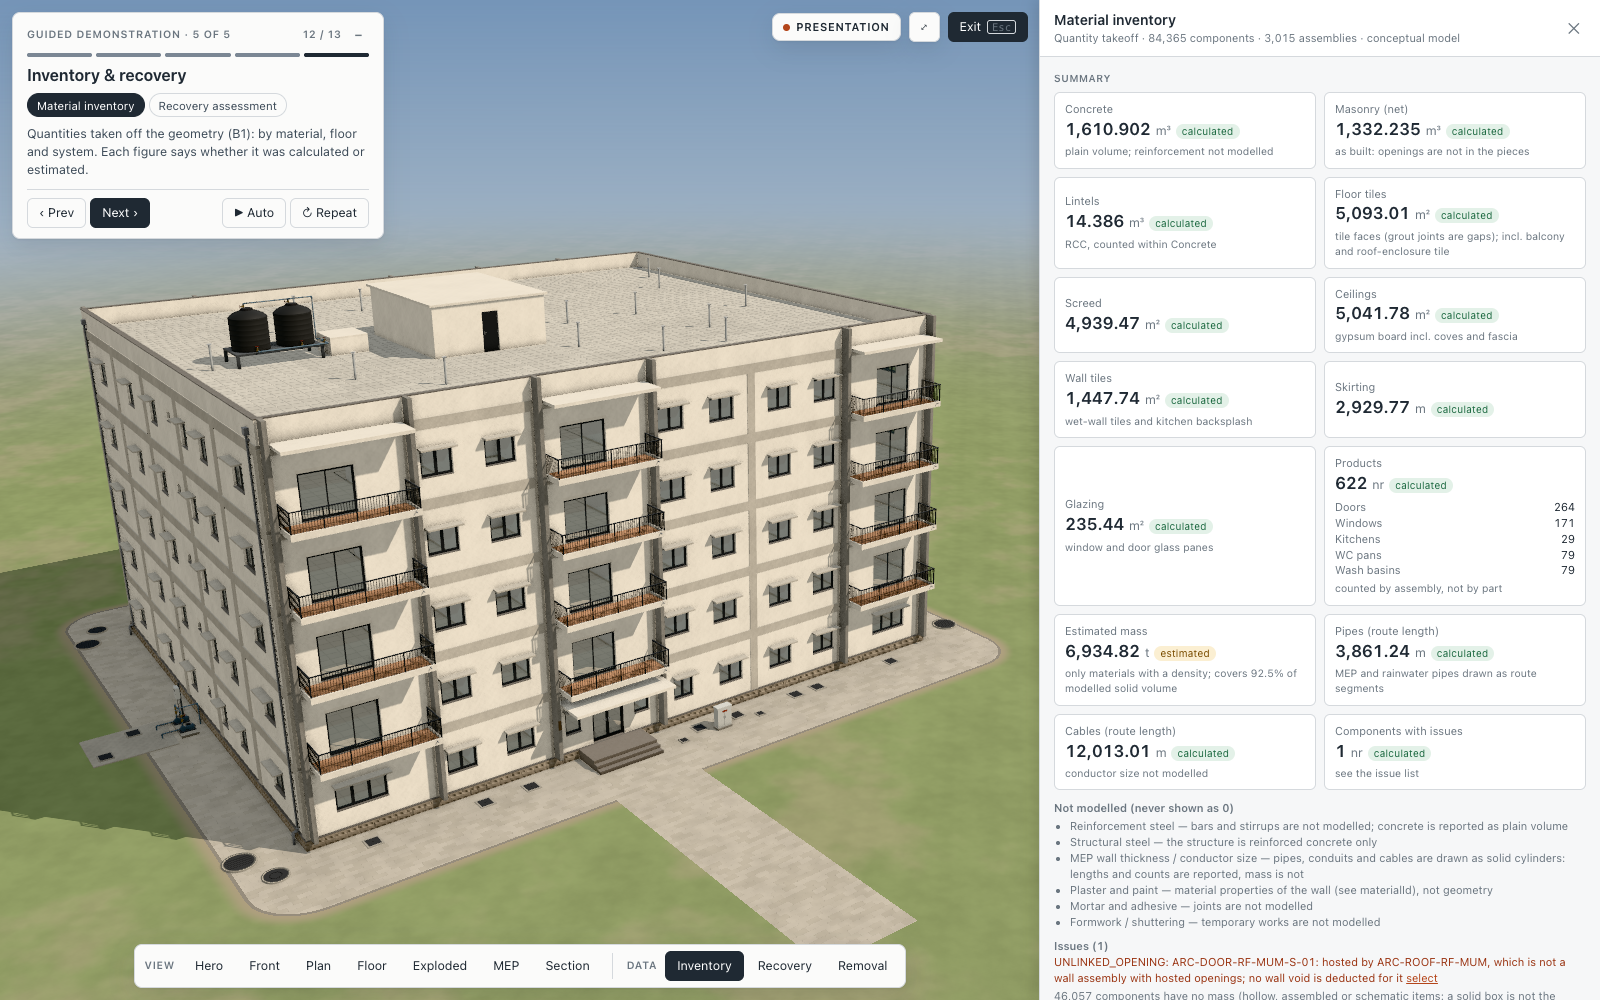 GUIDED DEMONSTRATION · 5 OF 5
12 / 13 –
Inventory & recovery
Material inventory
Recovery assessment
Quantities taken off the geometry (B1): by material, floor
and system. Each figure says whether it was calculated or
estimated.
‹ Prev
Next ›
▶ Auto
↻ Repeat
PRESENTATION
Exit Esc
Material inventory
Quantity takeoff · 84,365 components · 3,015 assemblies · conceptual model
SUMMARY
Concrete
1,610.902 m³ calculated
plain volume; reinforcement not modelled
Masonry (net)
1,332.235 m³ calculated
as built: openings are not in the pieces
Lintels
14.386 m³ calculated
RCC, counted within Concrete
Floor tiles
5,093.01 m² calculated
tile faces (grout joints are gaps); incl. balcony
and roof-enclosure tile
Screed
4,939.47 m² calculated
Ceilings
5,041.78 m² calculated
gypsum board incl. coves and fascia
Wall tiles
1,447.74 m² calculated
wet-wall tiles and kitchen backsplash
Skirting
2,929.77 m calculated
Glazing
235.44 m² calculated
window and door glass panes
Products
622 nr calculated
Doors 264
Windows 171
Kitchens 29
WC pans 79
Wash basins 79
counted by assembly, not by part
Estimated mass
6,934.82 t estimated
only materials with a density; covers 92.5% of
modelled solid volume
Pipes (route length)
3,861.24 m calculated
MEP and rainwater pipes drawn as route
segments
Cables (route length)
12,013.01 m calculated
conductor size not modelled
Components with issues
1 nr calculated
see the issue list
Not modelled (never shown as 0)
• Reinforcement steel — bars and stirrups are not modelled; concrete is reported as plain volume
• Structural steel — the structure is reinforced concrete only
• MEP wall thickness / conductor size — pipes, conduits and cables are drawn as solid cylinders:
lengths and counts are reported, mass is not
• Plaster and paint — material properties of the wall (see materialId), not geometry
• Mortar and adhesive — joints are not modelled
• Formwork / shuttering — temporary works are not modelled
Issues (1)
UNLINKED_OPENING: ARC-DOOR-RF-MUM-S-01: hosted by ARC-ROOF-RF-MUM, which is not a
wall assembly with hosted openings; no wall void is deducted for it select
46,057 components have no mass (hollow, assembled or schematic items: a solid box is not the
VIEW Hero Front Plan Floor Exploded MEP Section DATA Inventory Recovery Removal